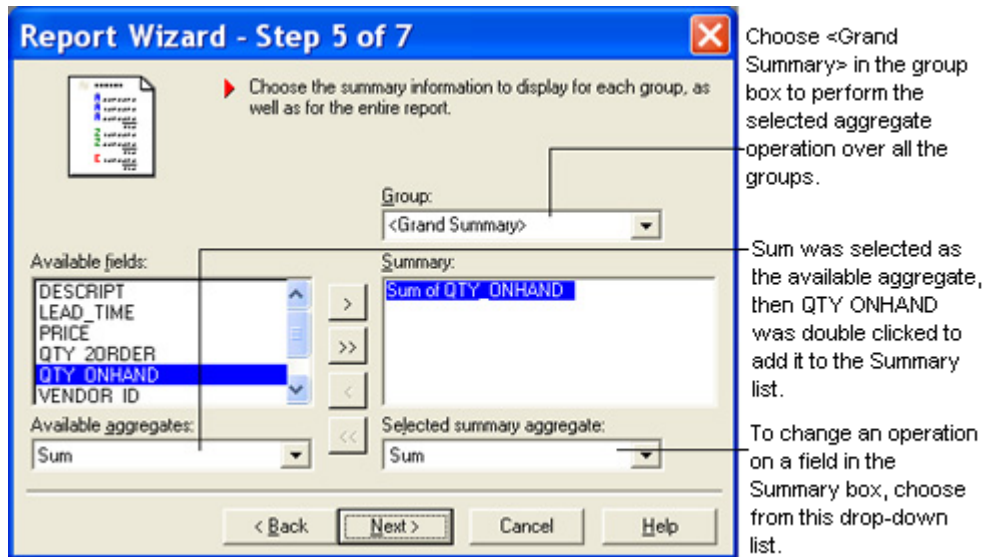 Report Wizard - Step 5 of 7
Choose the summary information to display for each group, as
well as for the entire report.
Group:
<Grand Summary>
Available fields:
DESCRIPT
LEAD_TIME
PRICE
QTY_2ORDER
QTY_ONHAND
VENDOR_ID
>
>>
<
<<
Summary:
Sum of QTY_ONHAND
Available aggregates:
Sum
Selected summary aggregate:
Sum
< Back
Next >
Cancel
Help
Choose <Grand
Summary> in the group
box to perform the
selected aggregate
operation over all the
groups.
Sum was selected as
the available aggregate,
then QTY ONHAND
was double clicked to
add it to the Summary
list.
To change an operation
on a field in the
Summary box, choose
from this drop-down
list.